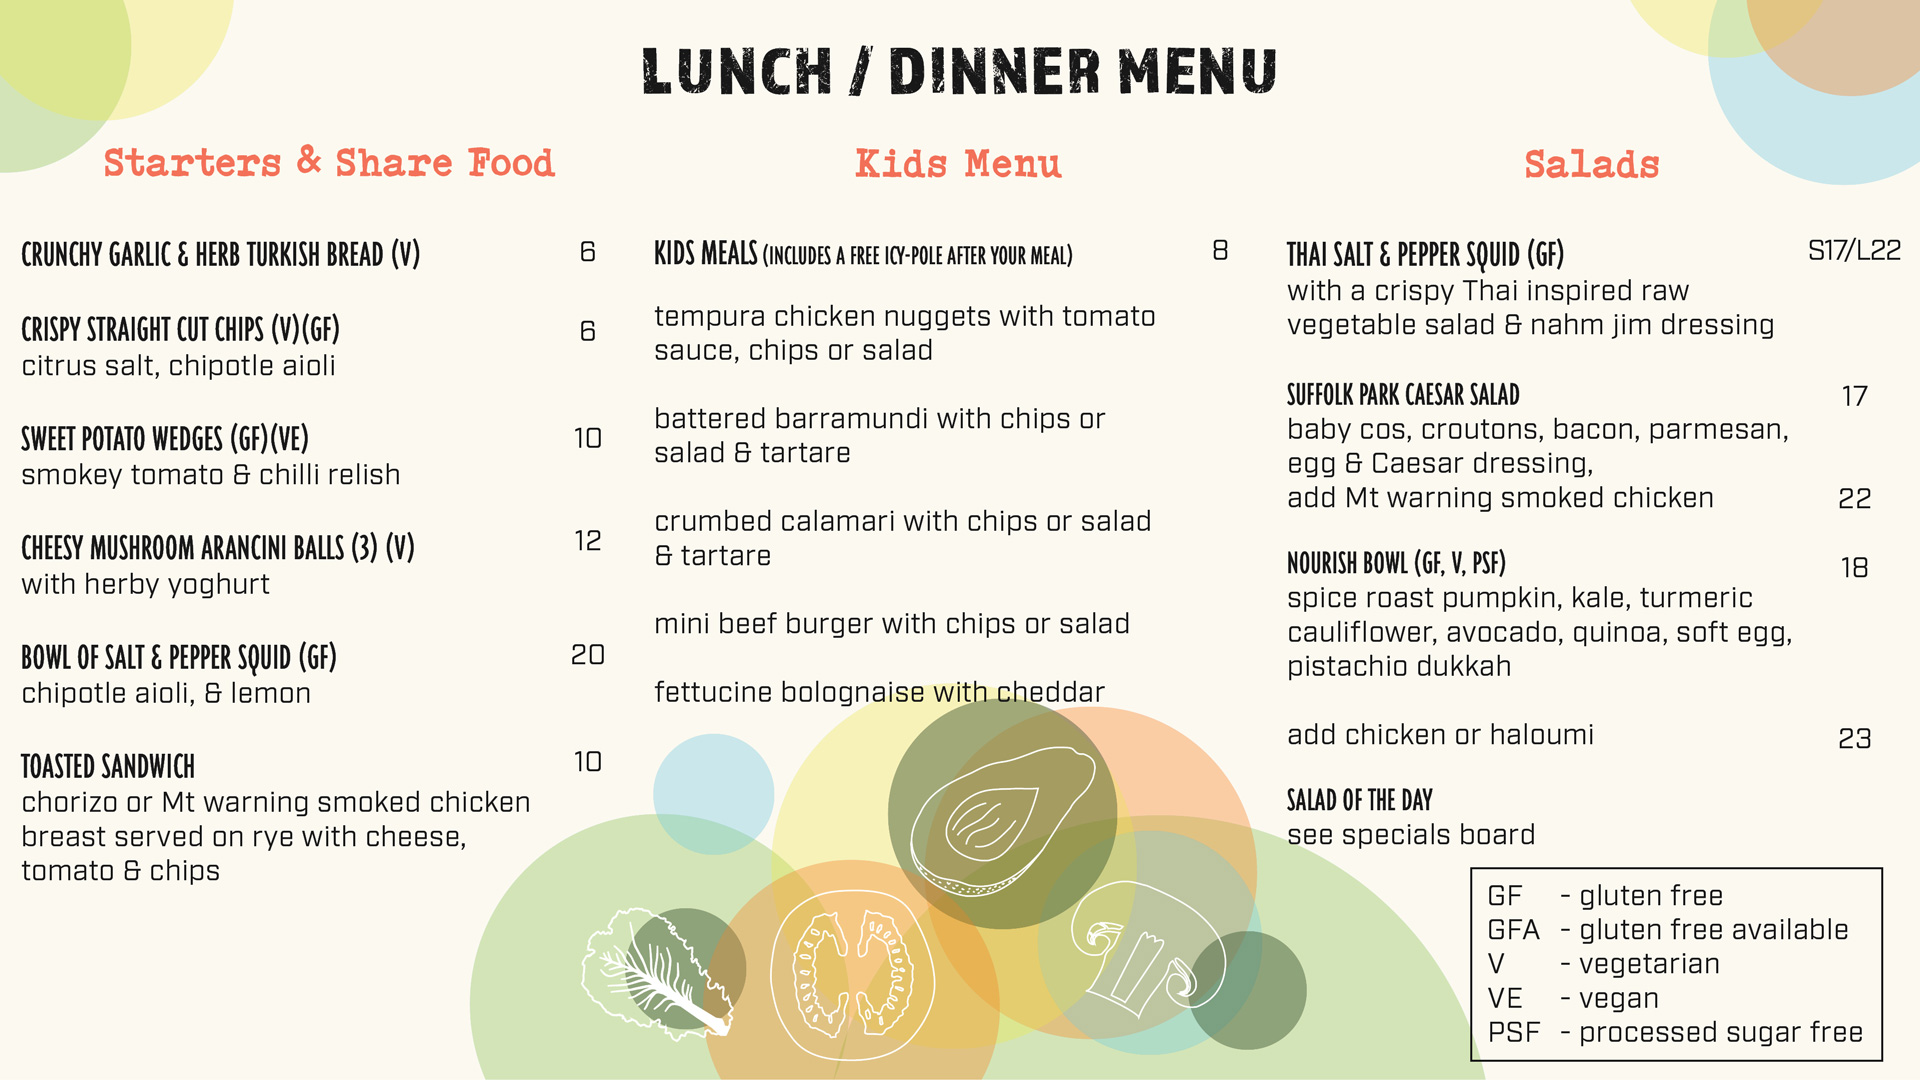 LUNCH / DINNER MENU
Starters & Share Food
CRUNCHY GARLIC & HERB TURKISH BREAD (V) 6
CRISPY STRAIGHT CUT CHIPS (V)(GF) 6
citrus salt, chipotle aioli
SWEET POTATO WEDGES (GF)(VE) 10
smokey tomato & chilli relish
CHEESY MUSHROOM ARANCINI BALLS (3) (V) 12
with herby yoghurt
BOWL OF SALT & PEPPER SQUID (GF) 20
chipotle aioli, & lemon
TOASTED SANDWICH 10
chorizo or Mt warning smoked chicken
breast served on rye with cheese,
tomato & chips
Kids Menu
KIDS MEALS (INCLUDES A FREE ICY-POLE AFTER YOUR MEAL) 8
tempura chicken nuggets with tomato
sauce, chips or salad
battered barramundi with chips or
salad & tartare
crumbed calamari with chips or salad
& tartare
mini beef burger with chips or salad
fettucine bolognaise with cheddar
Salads
THAI SALT & PEPPER SQUID (GF) S17/L22
with a crispy Thai inspired raw
vegetable salad & nahm jim dressing
SUFFOLK PARK CAESAR SALAD 17
baby cos, croutons, bacon, parmesan,
egg & Caesar dressing,
add Mt warning smoked chicken 22
NOURISH BOWL (GF, V, PSF) 18
spice roast pumpkin, kale, turmeric
cauliflower, avocado, quinoa, soft egg,
pistachio dukkah
add chicken or haloumi 23
SALAD OF THE DAY
see specials board
GF - gluten free
GFA - gluten free available
V - vegetarian
VE - vegan
PSF - processed sugar free